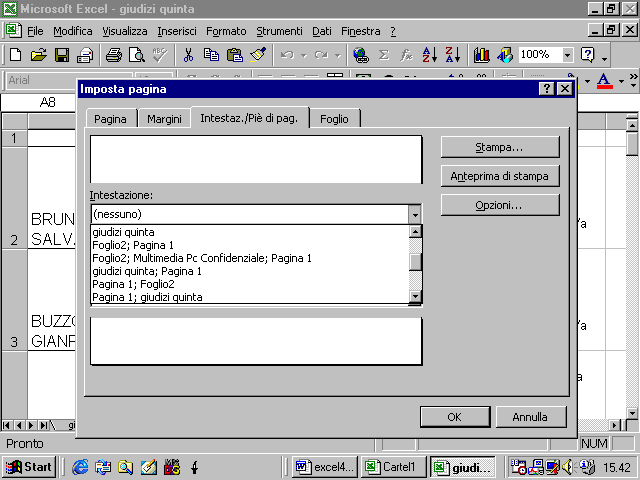 Microsoft Excel - giudizi quinta
File Modifica Visualizza Inserisci Formato Strumenti Dati Finestra ?
100%
Arial
A8
Imposta pagina
Pagina Margini Intestaz./Piè di pag. Foglio
Stampa...
Anteprima di stampa
Opzioni...
Intestazione:
(nessuno)
giudizi quinta
Foglio2; Pagina 1
Foglio2; Multimedia Pc Confidenziale; Pagina 1
giudizi quinta; Pagina 1
Pagina 1; Foglio2
Pagina 1; giudizi quinta
1
BRUN
2 SALV
3 GIANF
OK Annulla
Pronto NUM
Start excel4... Cartel1 giudi... 15.42